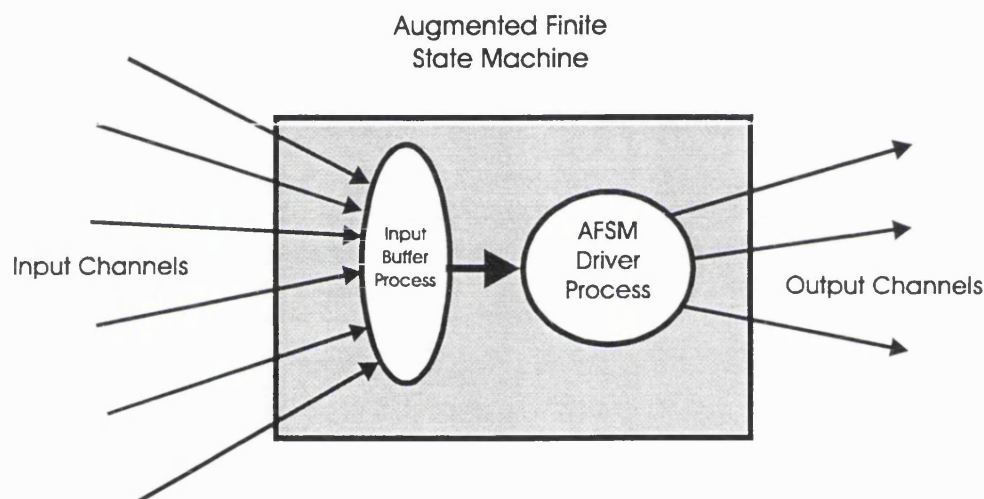 Augmented Finite
State Machine
Input Channels
Input
Buffer
Process
AFSM
Driver
Process
Output Channels